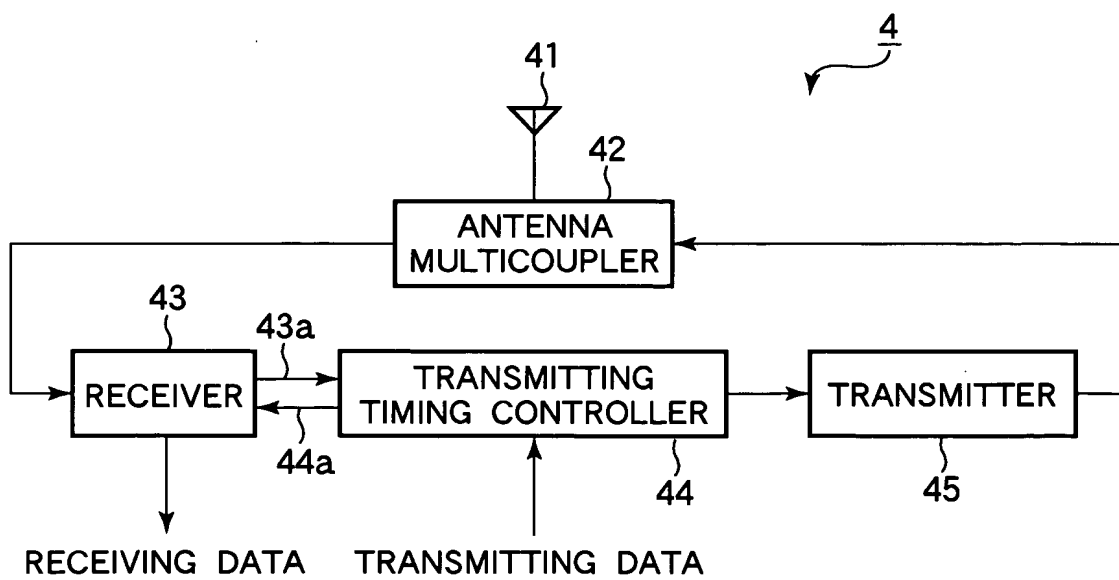 4
41
42
ANTENNA
MULTICOUPLER
43
43a
RECEIVER
TRANSMITTING
TIMING CONTROLLER
TRANSMITTER
44a
44
45
RECEIVING DATA
TRANSMITTING DATA